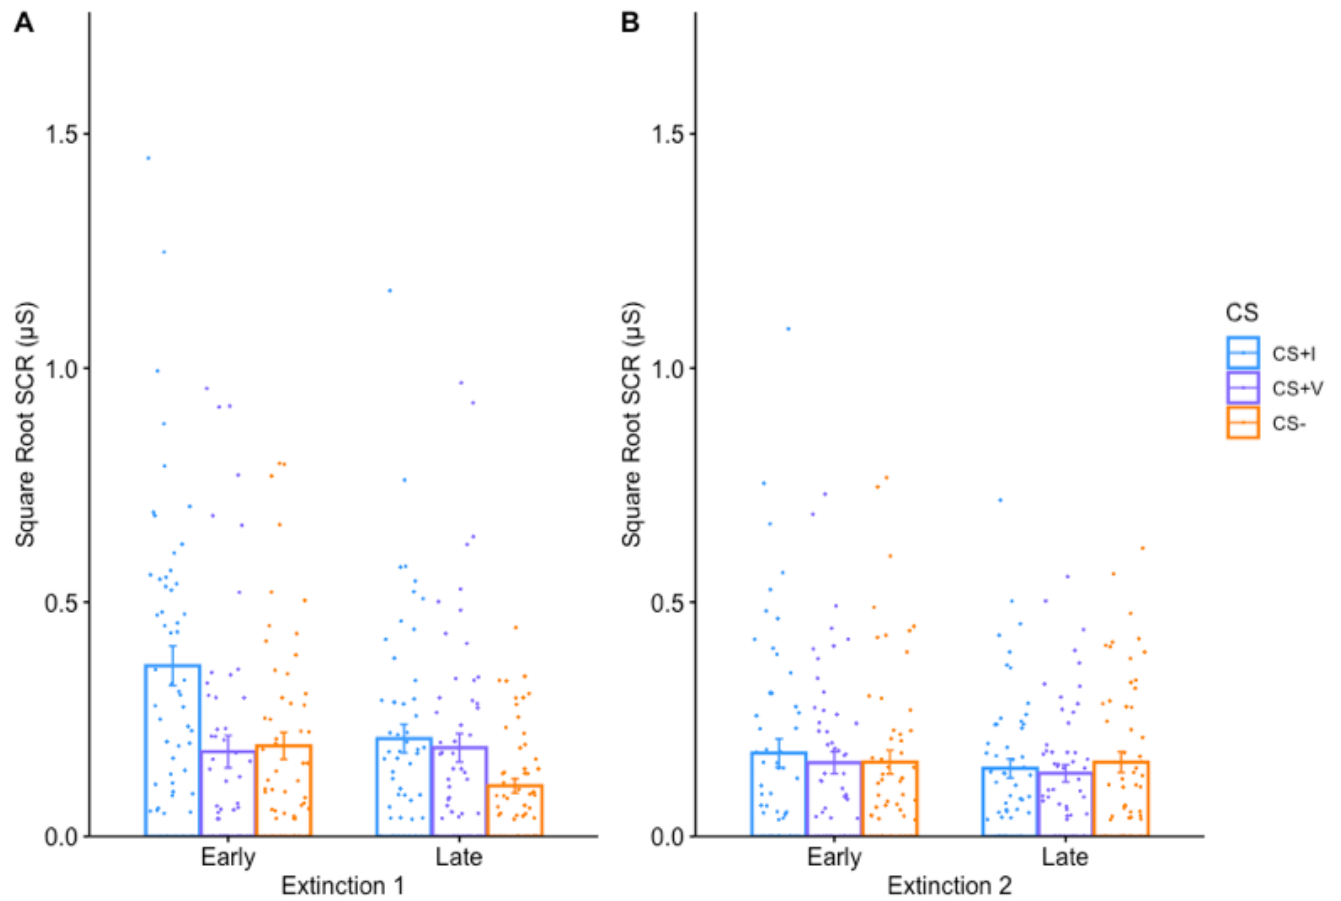 A
Square Root SCR (µS)
1.5
1.0
0.5
0.0
Early
Late
Extinction 1
B
Square Root SCR (µS)
1.5
1.0
0.5
0.0
Early
Late
Extinction 2
CS
CS+I
CS+V
CS-